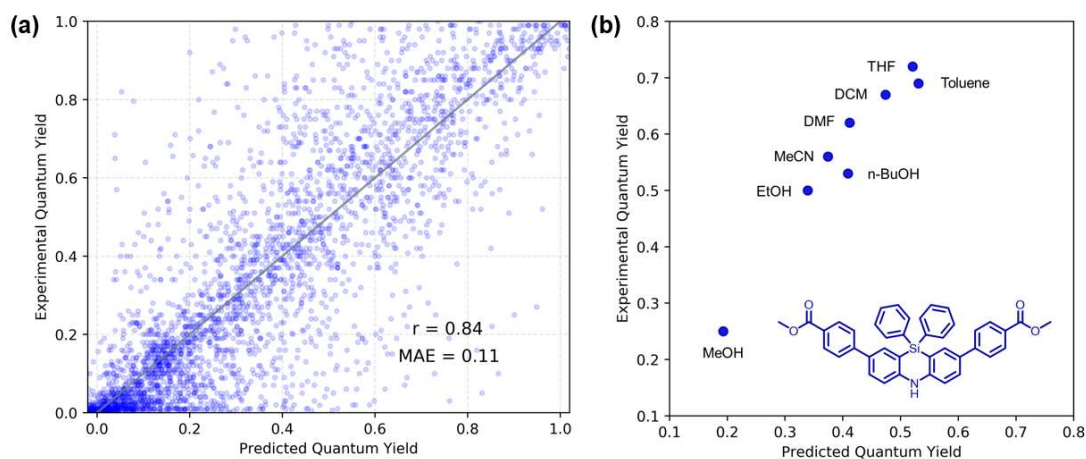 (a)
Experimental Quantum Yield
1.0
0.8
0.6
0.4
0.2
0.0
r = 0.84
MAE = 0.11
0.0 0.2 0.4 0.6 0.8 1.0
Predicted Quantum Yield
(b)
Experimental Quantum Yield
0.8
0.7
0.6
0.5
0.4
0.3
0.2
0.1
THF
Toluene
DCM
DMF
MeCN
n-BuOH
EtOH
MeOH
O
O
Si
N
H
O
O
0.1 0.2 0.3 0.4 0.5 0.6 0.7 0.8
Predicted Quantum Yield